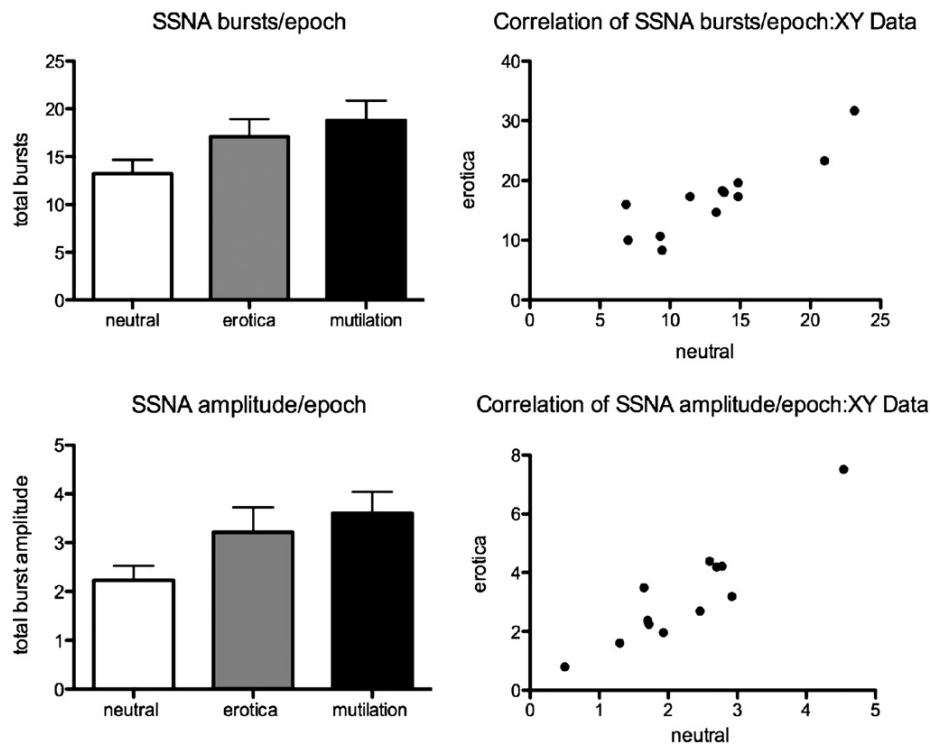 SSNA bursts/epoch
25
20
15
10
5
0
total bursts
neutral erotica mutilation
Correlation of SSNA bursts/epoch:XY Data
40
30
20
10
0
erotica
0 5 10 15 20 25
neutral
SSNA amplitude/epoch
5
4
3
2
1
0
total burst amplitude
neutral erotica mutilation
Correlation of SSNA amplitude/epoch:XY Data
8
6
4
2
0
erotica
0 1 2 3 4 5
neutral